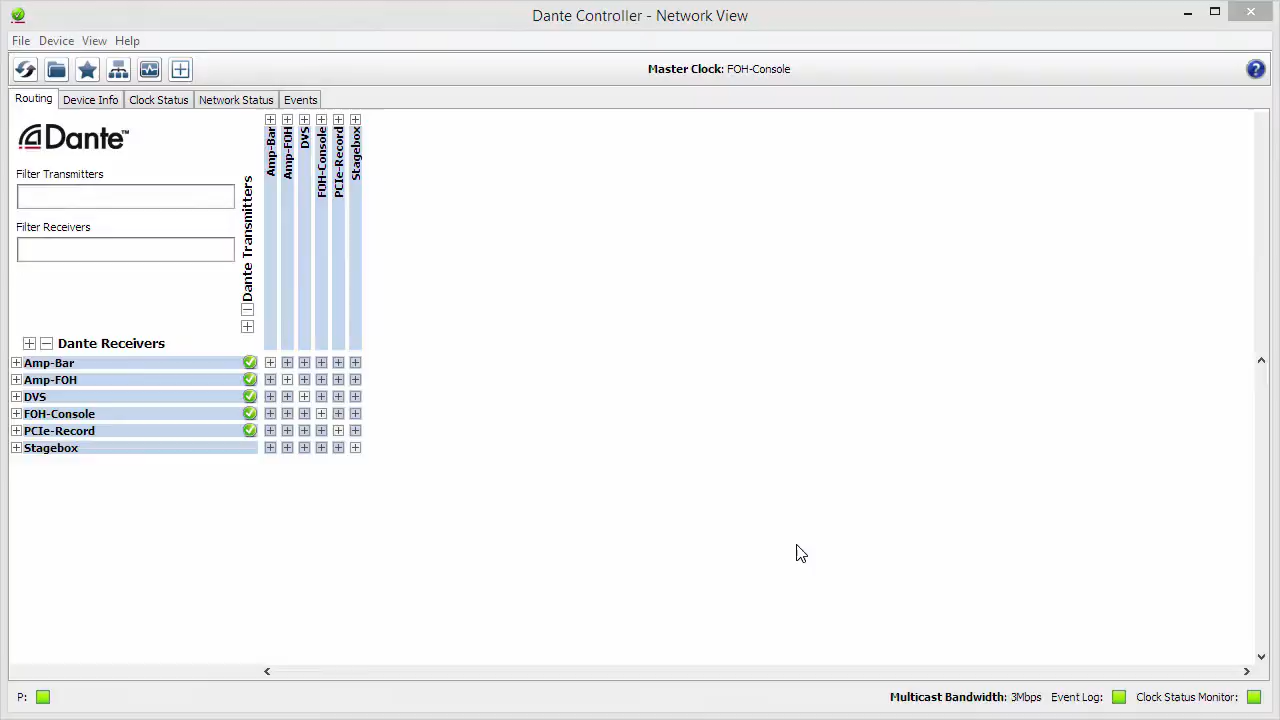 Dante Controller - Network View
File Device View Help
Master Clock: FOH-Console
?
Routing Device Info Clock Status Network Status Events
Dante™
Filter Transmitters
Filter Receivers
Dante Transmitters
Amp-Bar
Amp-FOH
DVS
FOH-Console
PCIe-Record
Stagebox
Dante Receivers
Amp-Bar
Amp-FOH
DVS
FOH-Console
PCIe-Record
Stagebox
P:
Multicast Bandwidth: 3Mbps Event Log: Clock Status Monitor: